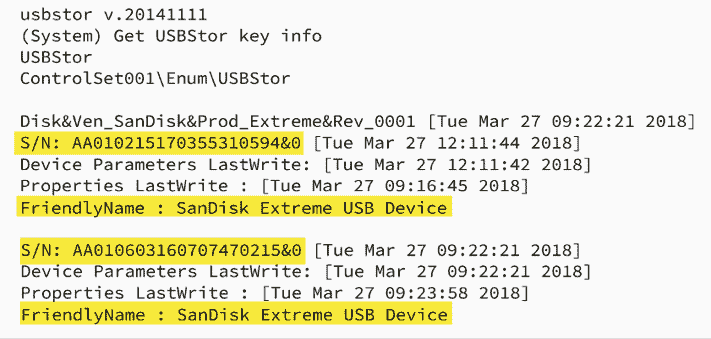 usbstor v.20141111
(System) Get USBStor key info
USBStor
ControlSet001\Enum\USBStor
Disk&Ven_SanDisk&Prod_Extreme&Rev_0001 [Tue Mar 27 09:22:21 2018]
S/N: AA010215170355310594&0 [Tue Mar 27 12:11:44 2018]
Device Parameters LastWrite: [Tue Mar 27 12:11:42 2018]
Properties LastWrite : [Tue Mar 27 09:16:45 2018]
FriendlyName : SanDisk Extreme USB Device
S/N: AA010603160707470215&0 [Tue Mar 27 09:22:21 2018]
Device Parameters LastWrite: [Tue Mar 27 09:22:21 2018]
Properties LastWrite : [Tue Mar 27 09:23:58 2018]
FriendlyName : SanDisk Extreme USB Device